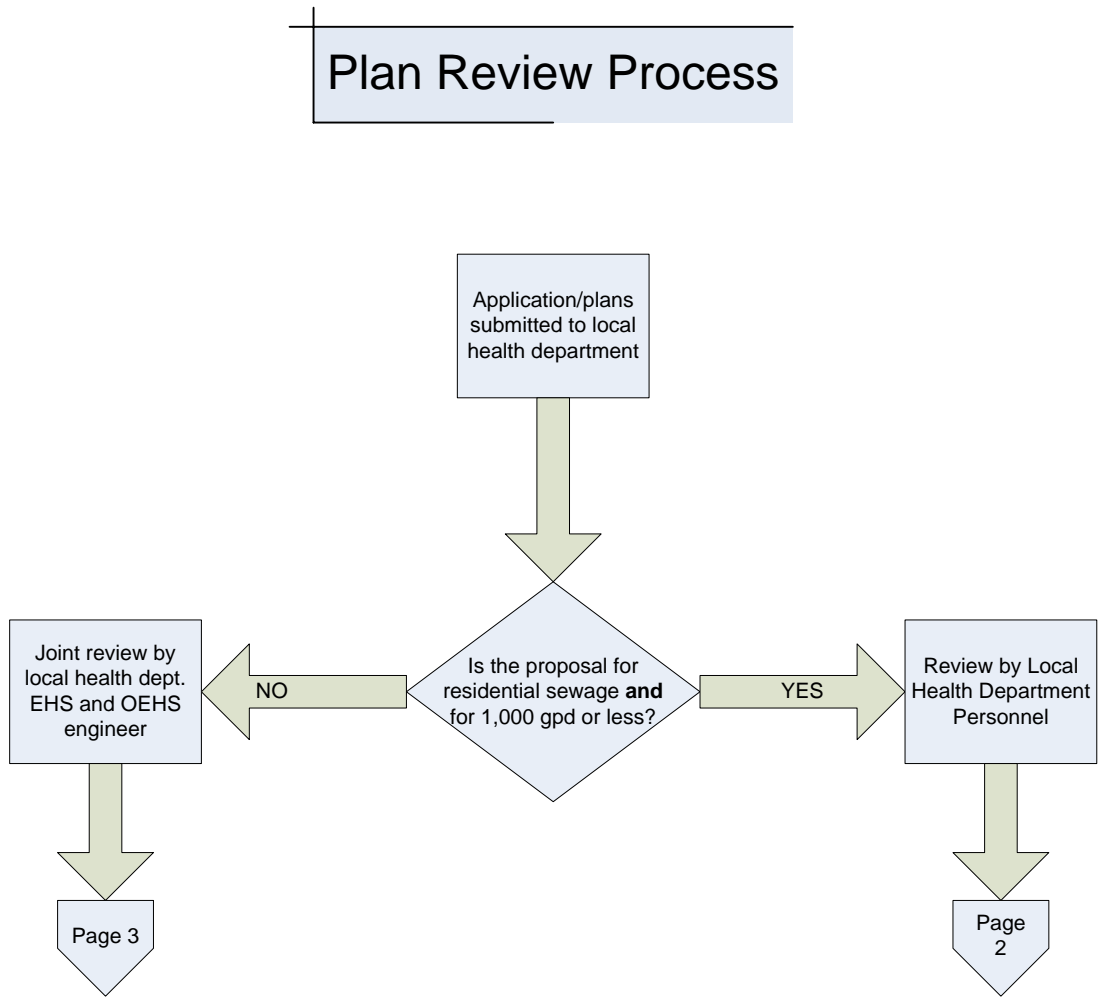 Plan Review Process
Application/plans
submitted to local
health department
Is the proposal for
residential sewage and
for 1,000 gpd or less?
NO
YES
Joint review by
local health dept.
EHS and OEHS
engineer
Review by Local
Health Department
Personnel
Page 3
Page
2